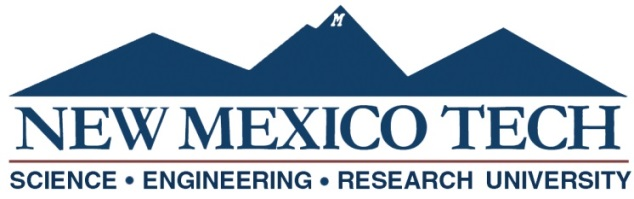 M
NEW MEXICO TECH
SCIENCE • ENGINEERING • RESEARCH UNIVERSITY